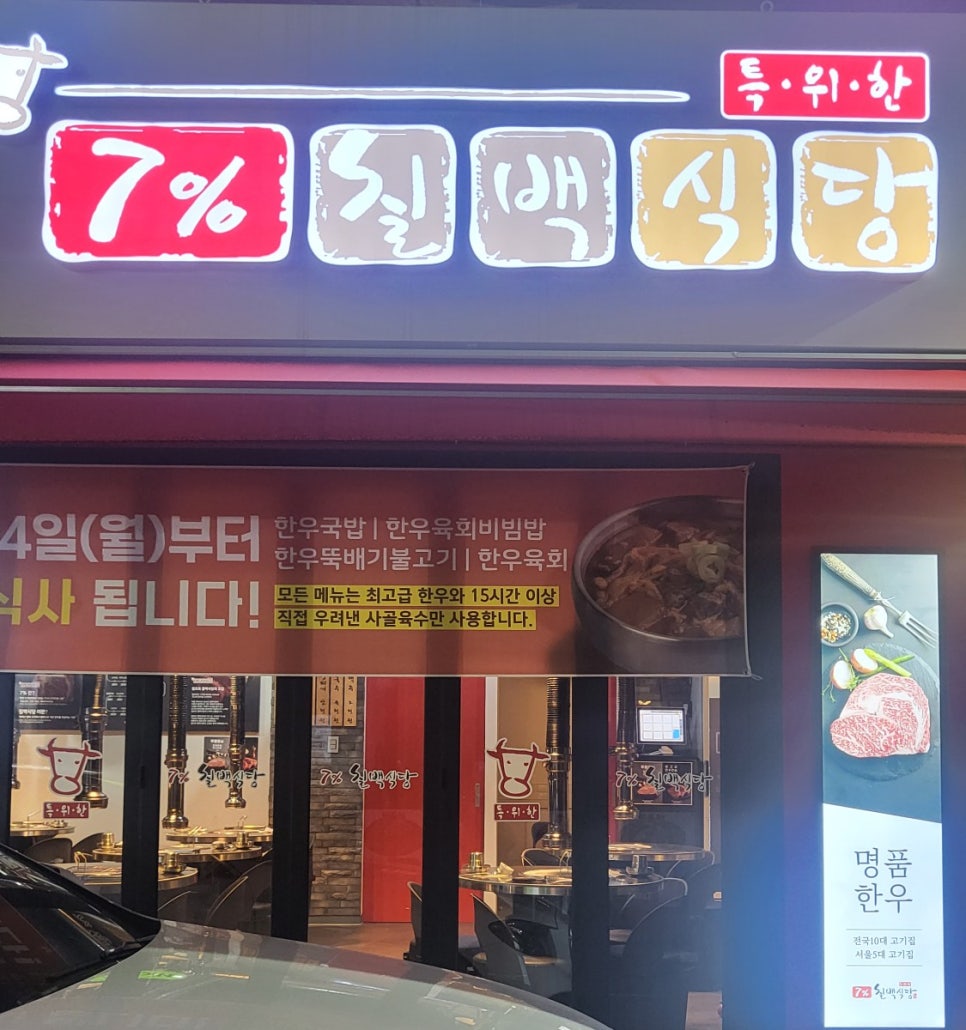 특·위·한
7% 칠백식당
4일(월)부터
식사 됩니다!
한우국밥 | 한우육회비빔밥
한우뚝배기불고기 | 한우육회
모든 메뉴는 최고급 한우와 15시간 이상
직접 우려낸 사골육수만 사용합니다.
7% 칠백식당
7% 칠백식당
7% 칠백식당
특·위·한
특·위·한
명품
한우
전국10대 고기집
서울5대 고기집
7% 칠백식당